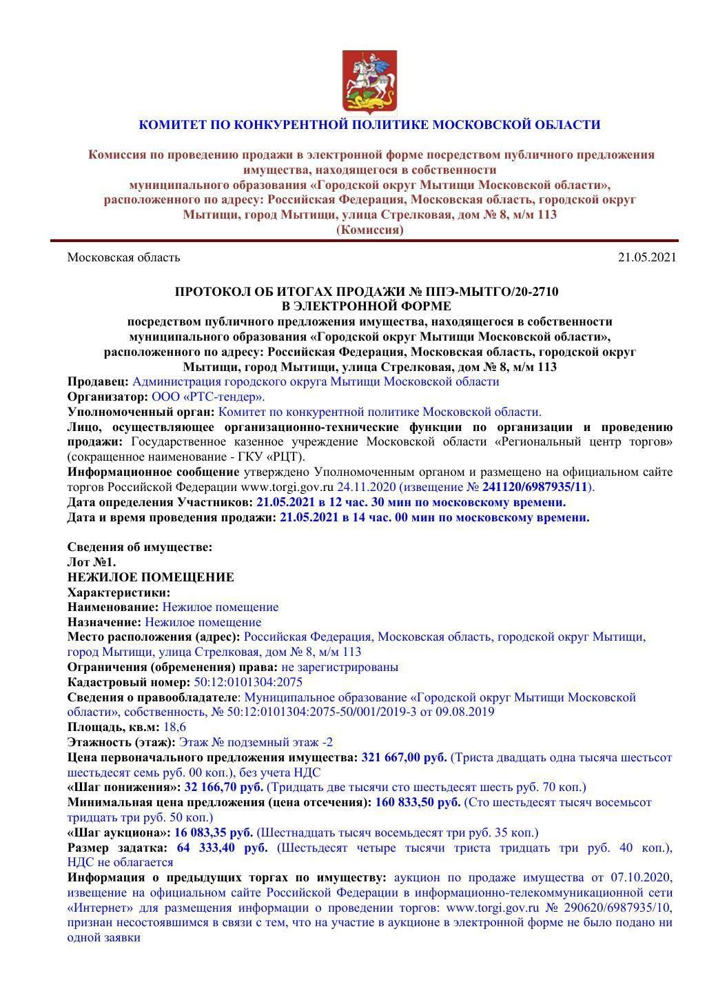 КОМИТЕТ ПО КОНКУРЕНТНОЙ ПОЛИТИКЕ МОСКОВСКОЙ ОБЛАСТИ
Комиссия по проведению продажи в электронной форме посредством публичного предложения
имущества, находящегося в собственности
муниципального образования «Городской округ Мытищи Московской области»,
расположенного по адресу: Российская Федерация, Московская область, городской округ
Мытищи, город Мытищи, улица Стрелковая, дом № 8, м/м 113
(Комиссия)
Московская область 21.05.2021
ПРОТОКОЛ ОБ ИТОГАХ ПРОДАЖИ № ППЭ-МЫТГО/20-2710
В ЭЛЕКТРОННОЙ ФОРМЕ
посредством публичного предложения имущества, находящегося в собственности
муниципального образования «Городской округ Мытищи Московской области»,
расположенного по адресу: Российская Федерация, Московская область, городской округ
Мытищи, город Мытищи, улица Стрелковая, дом № 8, м/м 113
Продавец: Администрация городского округа Мытищи Московской области
Организатор: ООО «РТС-тендер».
Уполномоченный орган: Комитет по конкурентной политике Московской области.
Лицо, осуществляющее организационно-технические функции по организации и проведению
продажи: Государственное казенное учреждение Московской области «Региональный центр торгов»
(сокращенное наименование - ГКУ «РЦТ).
Информационное сообщение утверждено Уполномоченным органом и размещено на официальном сайте
торгов Российской Федерации www.torgi.gov.ru 24.11.2020 (извещение № 241120/6987935/11).
Дата определения Участников: 21.05.2021 в 12 час. 30 мин по московскому времени.
Дата и время проведения продажи: 21.05.2021 в 14 час. 00 мин по московскому времени.
Сведения об имуществе:
Лот №1.
НЕЖИЛОЕ ПОМЕЩЕНИЕ
Характеристики:
Наименование: Нежилое помещение
Назначение: Нежилое помещение
Место расположения (адрес): Российская Федерация, Московская область, городской округ Мытищи,
город Мытищи, улица Стрелковая, дом № 8, м/м 113
Ограничения (обременения) права: не зарегистрированы
Кадастровый номер: 50:12:0101304:2075
Сведения о правообладателе: Муниципальное образование «Городской округ Мытищи Московской
области», собственность, № 50:12:0101304:2075-50/001/2019-3 от 09.08.2019
Площадь, кв.м: 18,6
Этажность (этаж): Этаж № подземный этаж -2
Цена первоначального предложения имущества: 321 667,00 руб. (Триста двадцать одна тысяча шестьсот
шестьдесят семь руб. 00 коп.), без учета НДС
«Шаг понижения»: 32 166,70 руб. (Тридцать две тысячи сто шестьдесят шесть руб. 70 коп.)
Минимальная цена предложения (цена отсечения): 160 833,50 руб. (Сто шестьдесят тысяч восемьсот
тридцать три руб. 50 коп.)
«Шаг аукциона»: 16 083,35 руб. (Шестнадцать тысяч восемьдесят три руб. 35 коп.)
Размер задатка: 64 333,40 руб. (Шестьдесят четыре тысячи триста тридцать три руб. 40 коп.),
НДС не облагается
Информация о предыдущих торгах по имуществу: аукцион по продаже имущества от 07.10.2020,
извещение на официальном сайте Российской Федерации в информационно-телекоммуникационной сети
«Интернет» для размещения информации о проведении торгов: www.torgi.gov.ru № 290620/6987935/10,
признан несостоявшимся в связи с тем, что на участие в аукционе в электронной форме не было подано ни
одной заявки